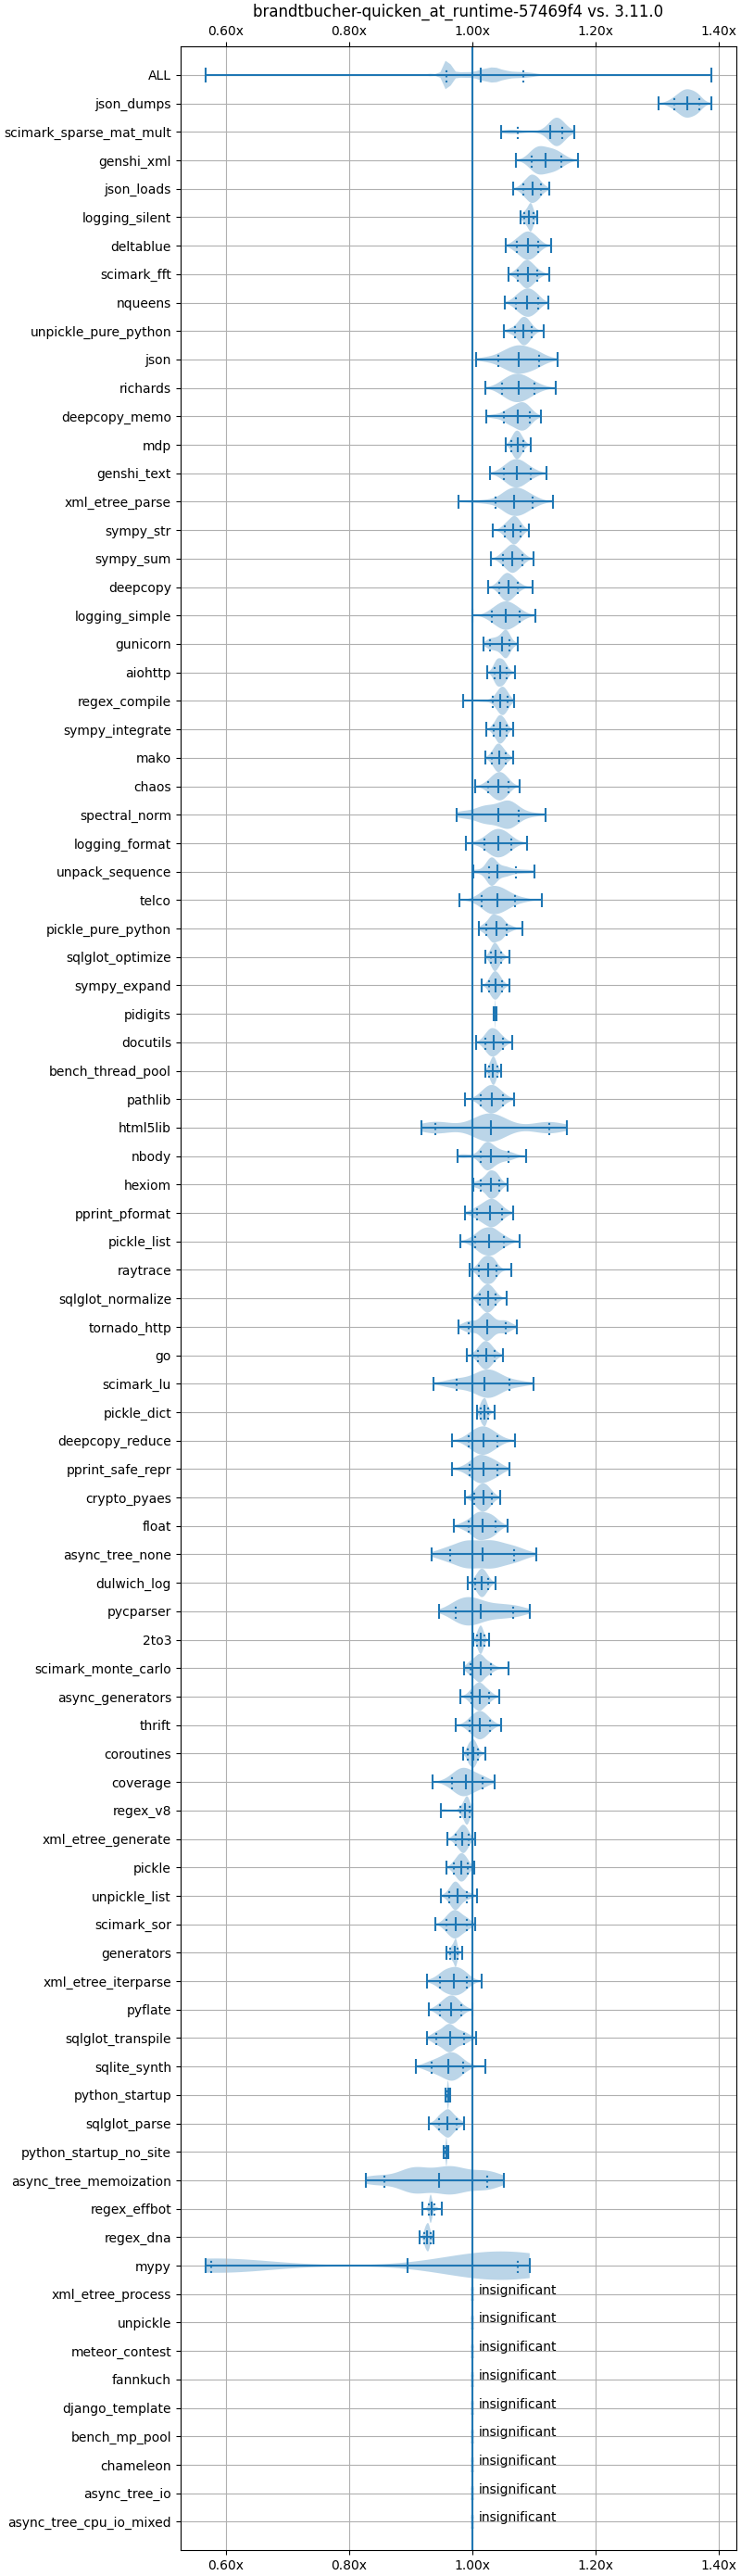 brandtbucher-quicken_at_runtime-57469f4 vs. 3.11.0
0.60x 0.80x 1.00x 1.20x 1.40x
ALL
json_dumps
scimark_sparse_mat_mult
genshi_xml
json_loads
logging_silent
deltablue
scimark_fft
nqueens
unpickle_pure_python
json
richards
deepcopy_memo
mdp
genshi_text
xml_etree_parse
sympy_str
sympy_sum
deepcopy
logging_simple
gunicorn
aiohttp
regex_compile
sympy_integrate
mako
chaos
spectral_norm
logging_format
unpack_sequence
telco
pickle_pure_python
sqlglot_optimize
sympy_expand
pidigits
docutils
bench_thread_pool
pathlib
html5lib
nbody
hexiom
pprint_pformat
pickle_list
raytrace
sqlglot_normalize
tornado_http
go
scimark_lu
pickle_dict
deepcopy_reduce
pprint_safe_repr
crypto_pyaes
float
async_tree_none
dulwich_log
pycparser
2to3
scimark_monte_carlo
async_generators
thrift
coroutines
coverage
regex_v8
xml_etree_generate
pickle
unpickle_list
scimark_sor
generators
xml_etree_iterparse
pyflate
sqlglot_transpile
sqlite_synth
python_startup
sqlglot_parse
python_startup_no_site
async_tree_memoization
regex_effbot
regex_dna
mypy
xml_etree_process insignificant
unpickle insignificant
meteor_contest insignificant
fannkuch insignificant
django_template insignificant
bench_mp_pool insignificant
chameleon insignificant
async_tree_io insignificant
async_tree_cpu_io_mixed insignificant
0.60x 0.80x 1.00x 1.20x 1.40x